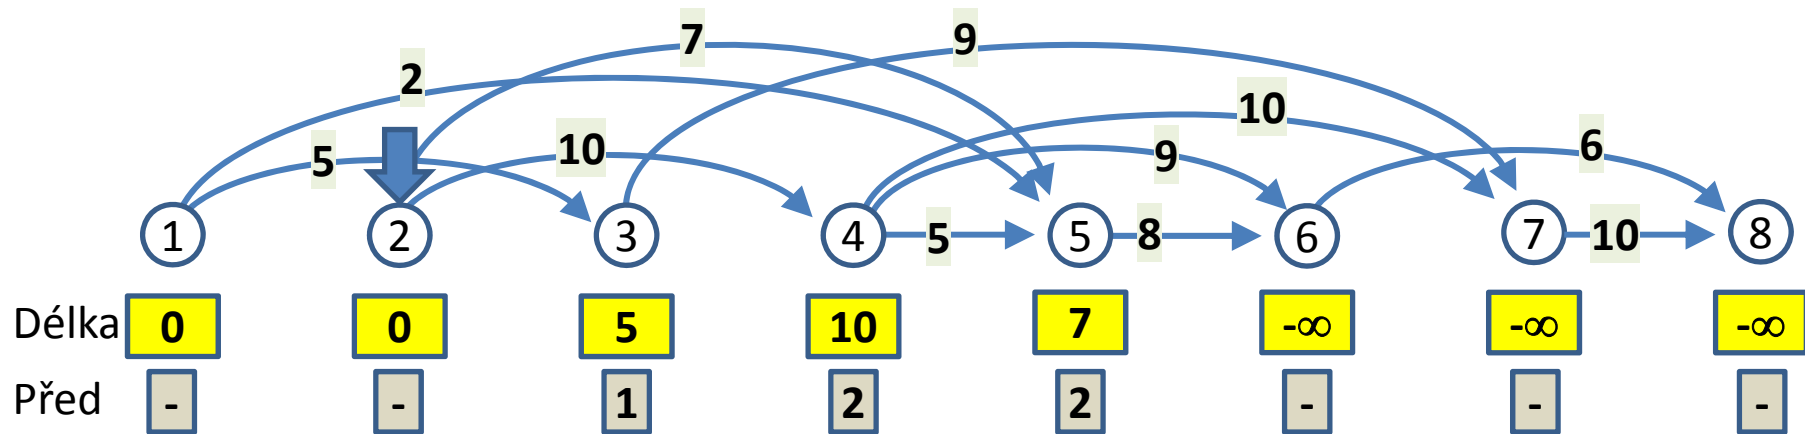 7 9
2
10
5 10 9 6
1 2 3 4 5 5 8 6 7 10 8
Délka 0 0 5 10 7 -∞ -∞ -∞
Před - - 1 2 2 - - -